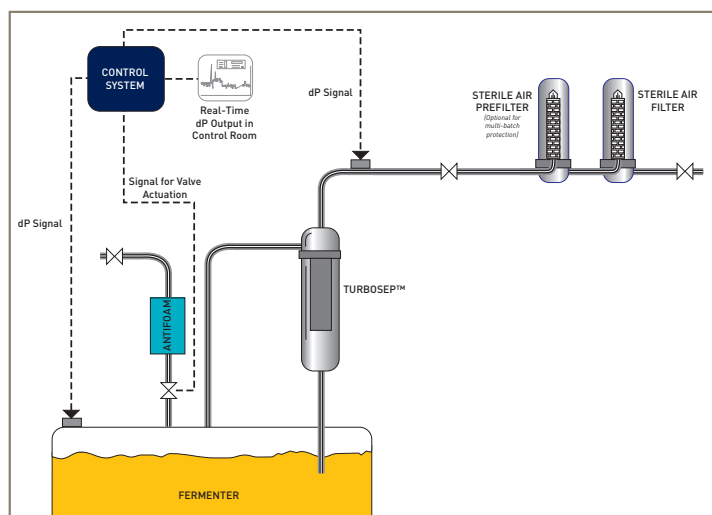 CONTROL
SYSTEM
Real-Time
dP Output in
Control Room
dP Signal
STERILE AIR
PREFILTER
(Optional for
multi-batch
protection)
STERILE AIR
FILTER
Signal for Valve
Actuation
dP Signal
TURBOSEP™
ANTIFOAM
FERMENTER